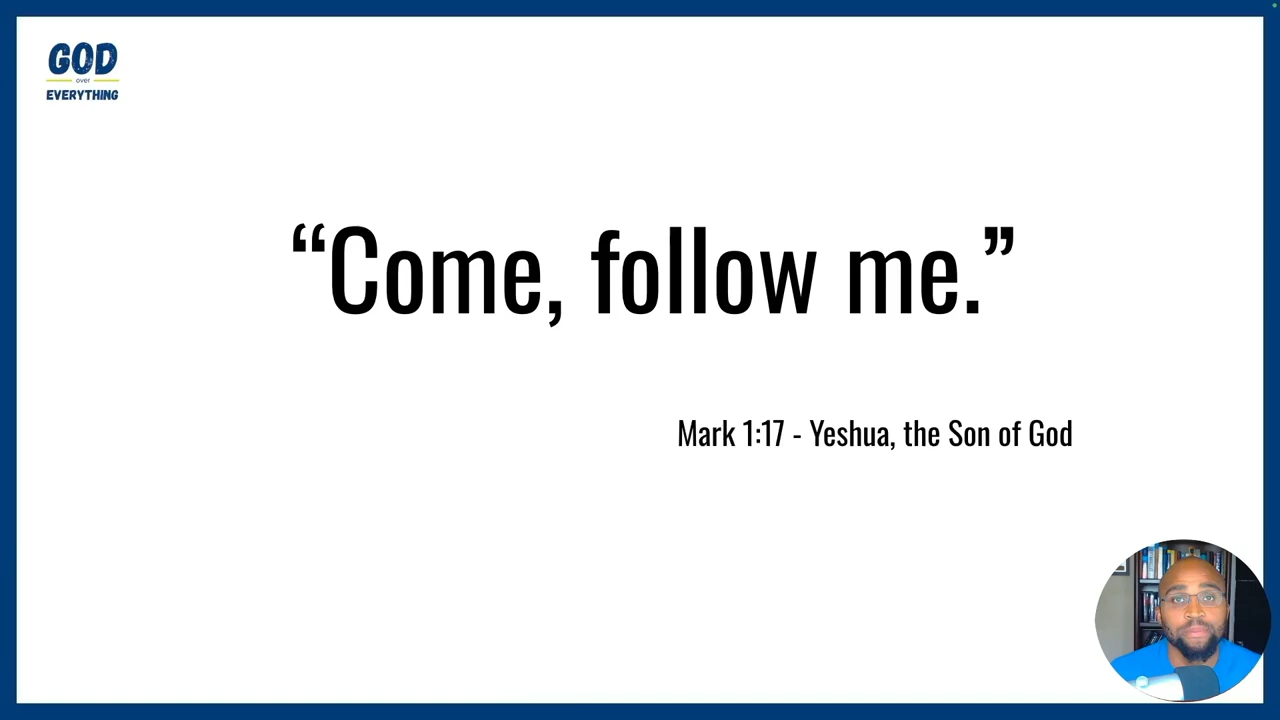 GOD
over
EVERYTHING
“Come, follow me.”
Mark 1:17 - Yeshua, the Son of God